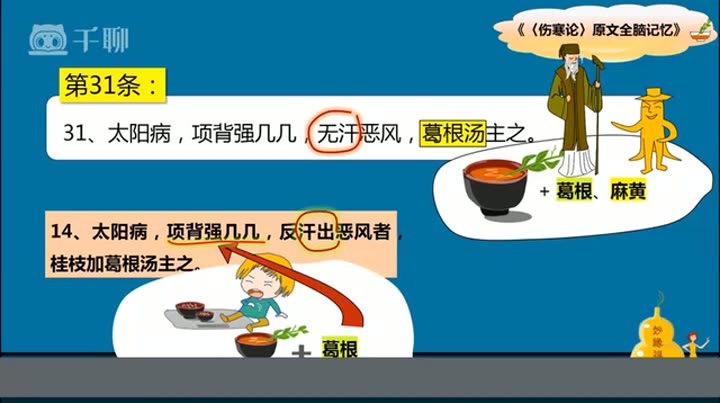 千聊
《〈伤寒论〉原文全脑记忆》
第31条：
31、太阳病，项背强几几，无汗恶风，葛根汤主之。
+ 葛根、麻黄
14、太阳病，项背强几几，反汗出恶风者，
桂枝加葛根汤主之。
+ 葛根